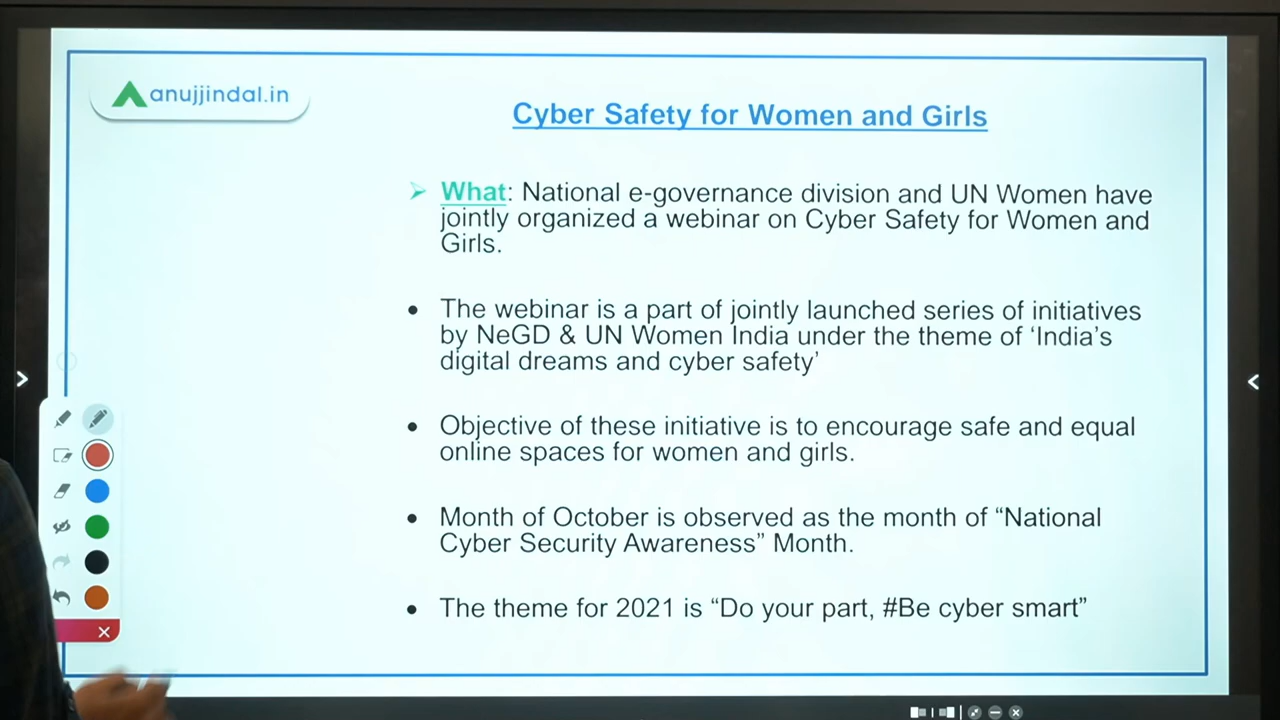 anujjindal.in
Cyber Safety for Women and Girls
What: National e-governance division and UN Women have
jointly organized a webinar on Cyber Safety for Women and
Girls.
The webinar is a part of jointly launched series of initiatives
by NeGD & UN Women India under the theme of ‘India’s
digital dreams and cyber safety’
Objective of these initiative is to encourage safe and equal
online spaces for women and girls.
Month of October is observed as the month of “National
Cyber Security Awareness” Month.
The theme for 2021 is “Do your part, #Be cyber smart”